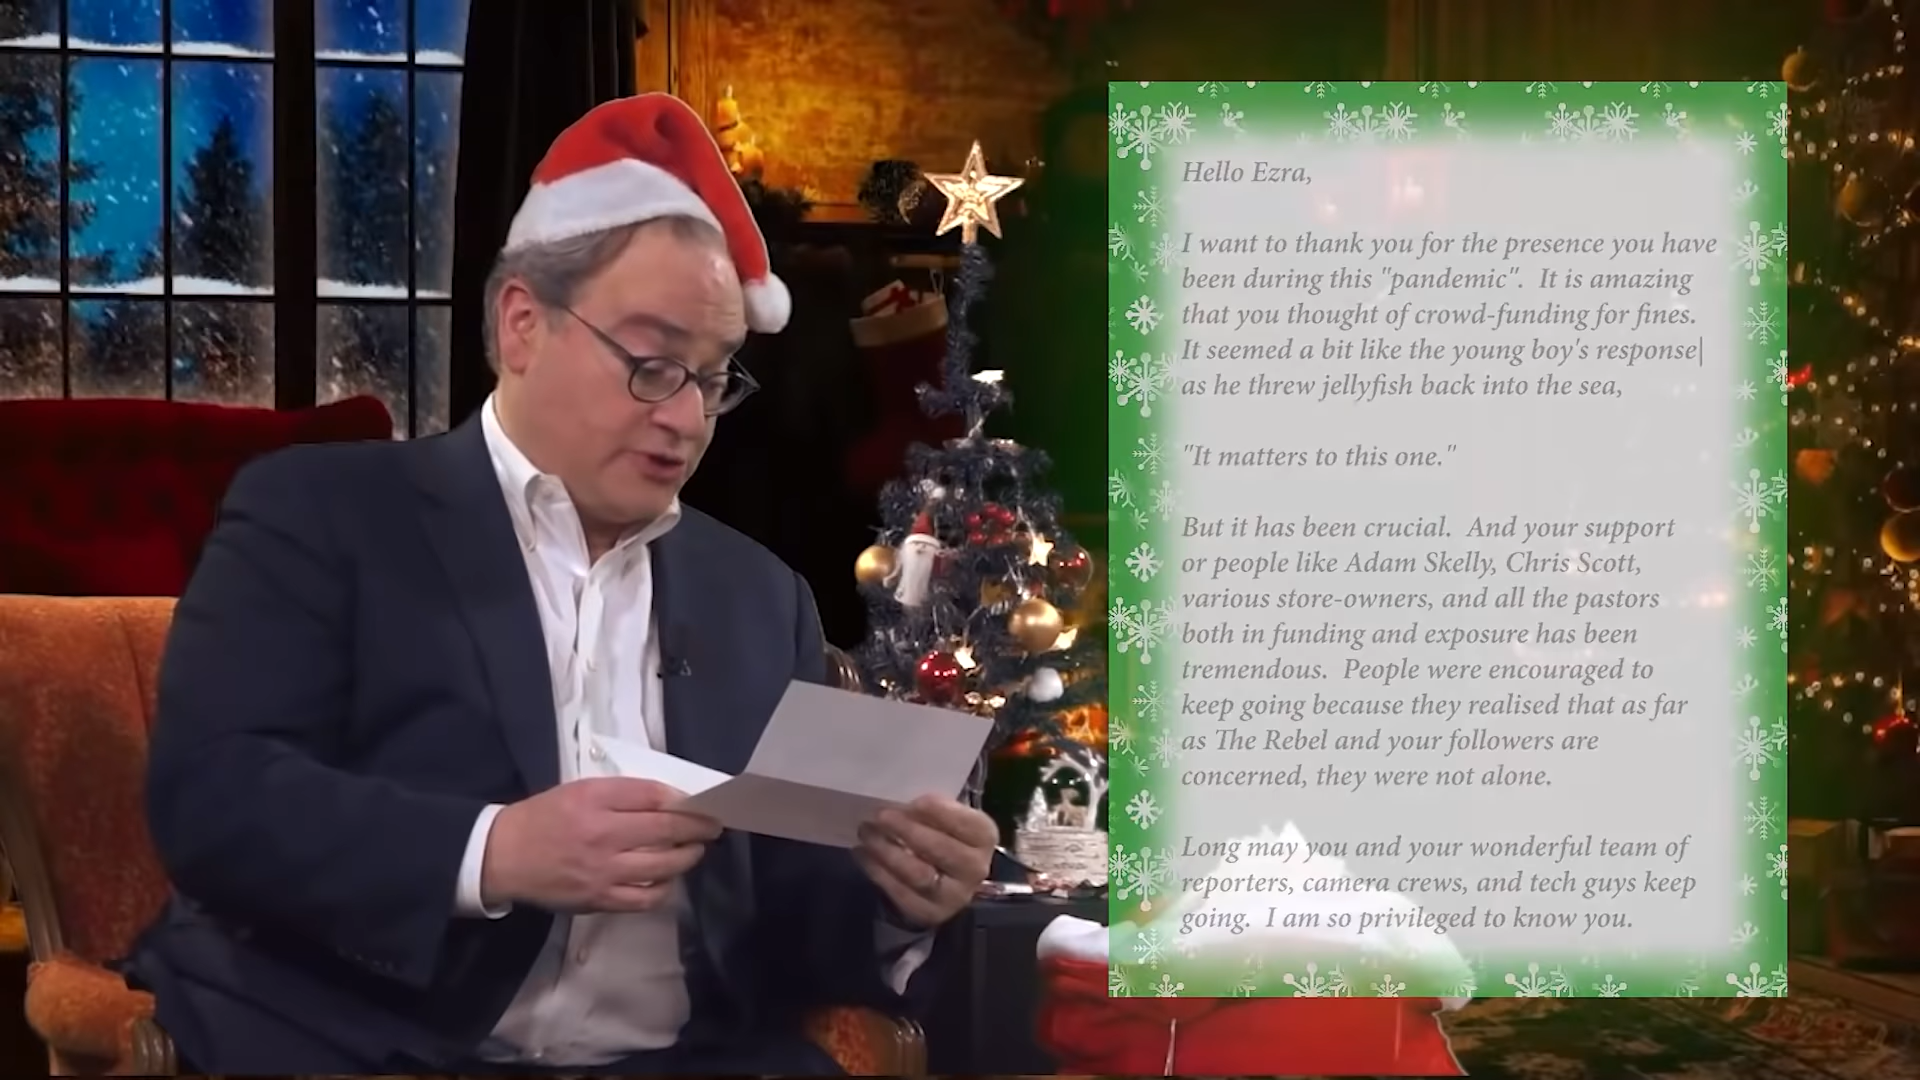 Hello Ezra,
I want to thank you for the presence you have
been during this "pandemic".  It is amazing
that you thought of crowd-funding for fines.
It seemed a bit like the young boy's response|
as he threw jellyfish back into the sea,
"It matters to this one."
But it has been crucial.  And your support
or people like Adam Skelly, Chris Scott,
various store-owners, and all the pastors
both in funding and exposure has been
tremendous.  People were encouraged to
keep going because they realised that as far
as The Rebel and your followers are
concerned, they were not alone.
Long may you and your wonderful team of
reporters, camera crews, and tech guys keep
going.  I am so privileged to know you.